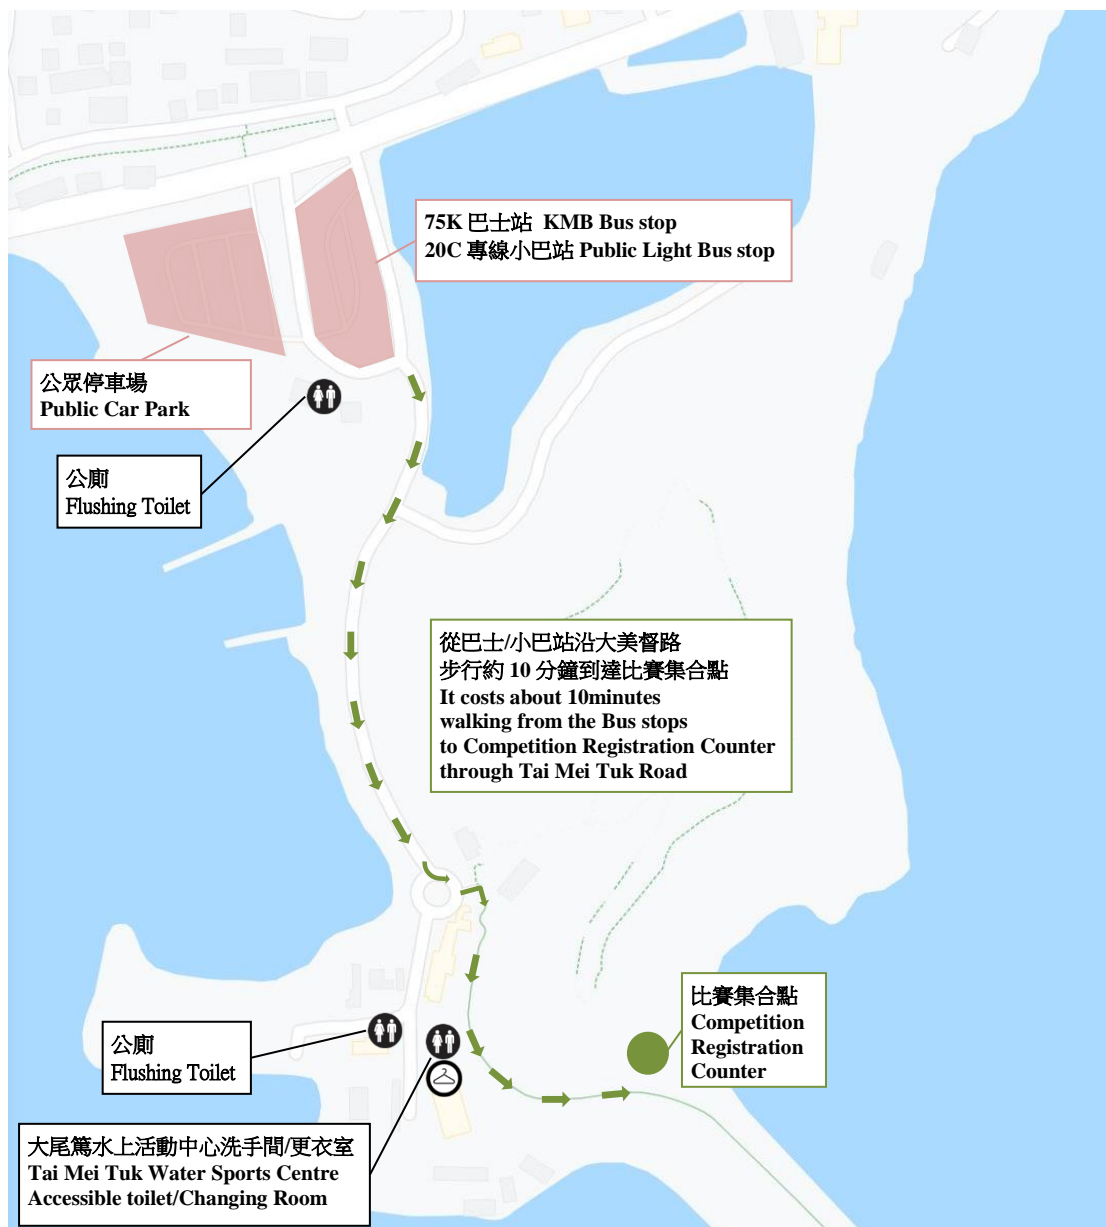 75K 巴士站 KMB Bus stop
20C 專線小巴站 Public Light Bus stop
公眾停車場
Public Car Park
公廁
Flushing Toilet
從巴士/小巴站沿大美督路
步行約 10 分鐘到達比賽集合點
It costs about 10minutes
walking from the Bus stops
to Competition Registration Counter
through Tai Mei Tuk Road
比賽集合點
Competition
Registration
Counter
公廁
Flushing Toilet
大尾篤水上活動中心洗手間/更衣室
Tai Mei Tuk Water Sports Centre
Accessible toilet/Changing Room